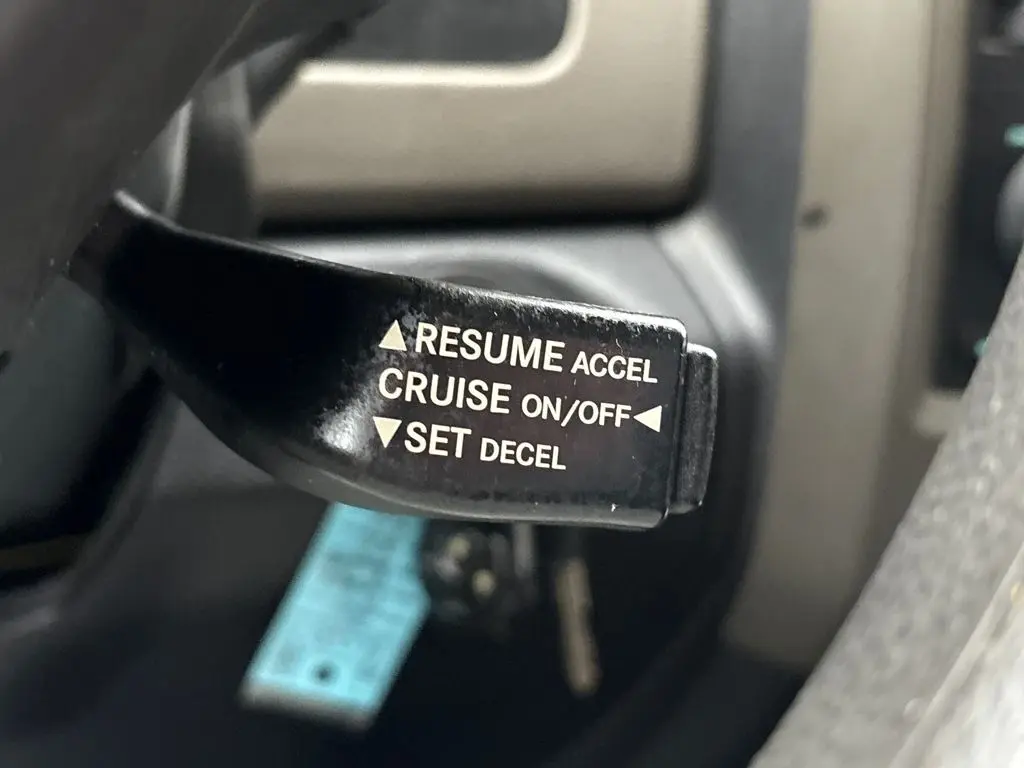 ▲RESUME ACCEL
CRUISE ON/OFF◀
▼SET DECEL